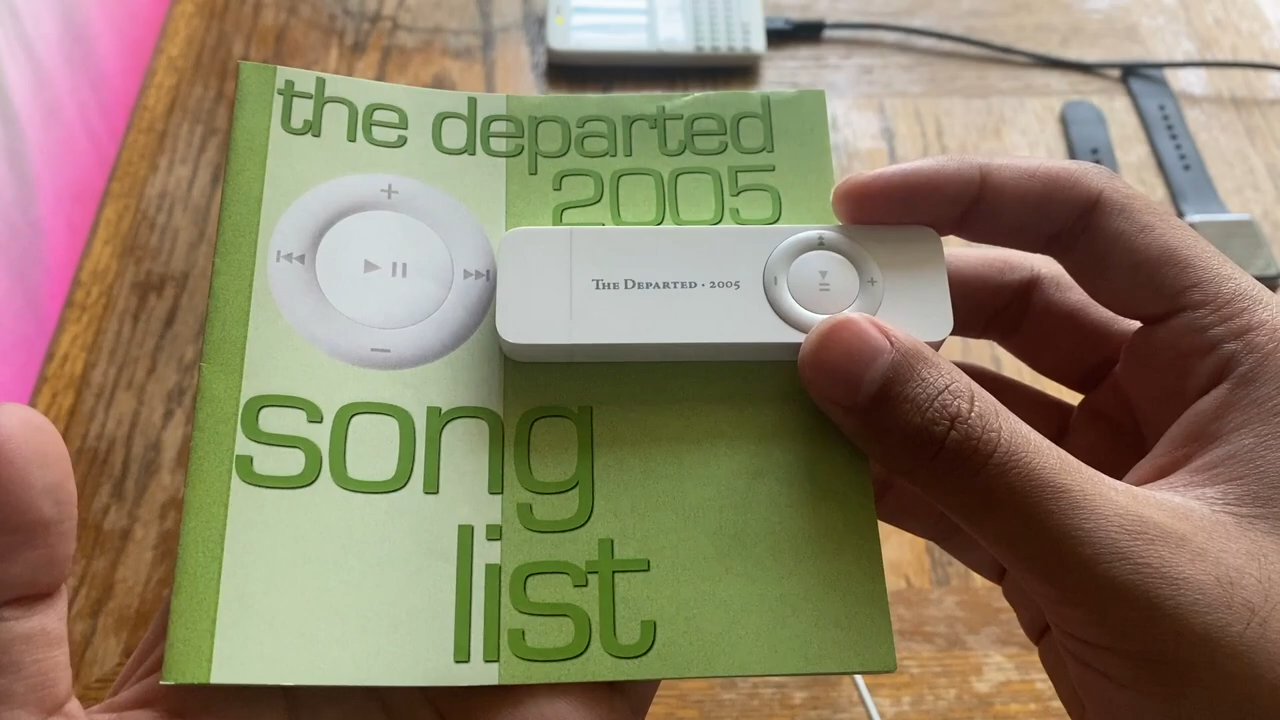 the departed
2005
THE DEPARTED • 2005
song
list